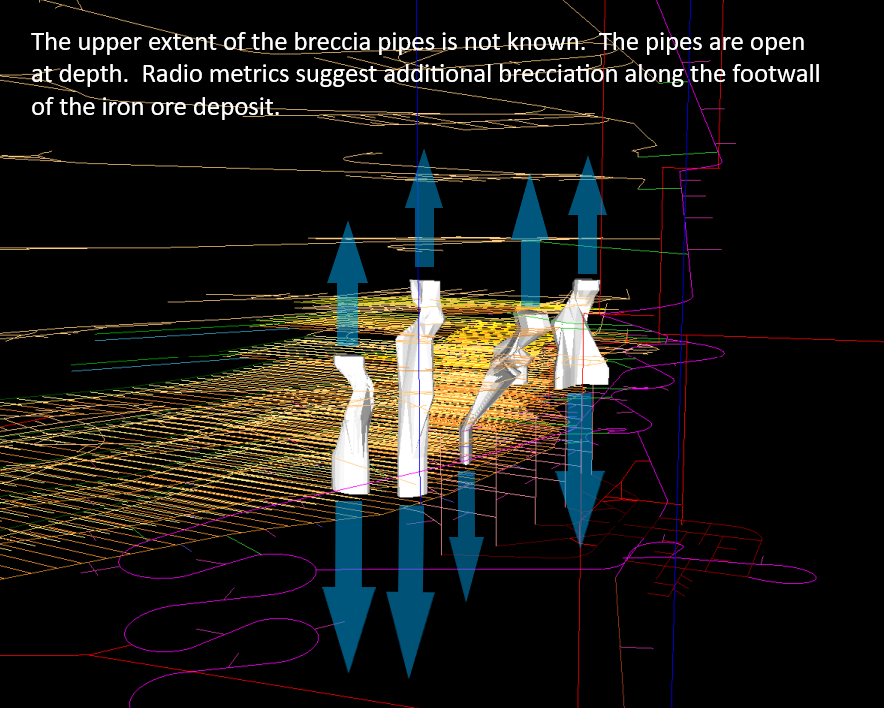 The upper extent of the breccia pipes is not known.  The pipes are open
at depth.  Radio metrics suggest additional brecciation along the footwall
of the iron ore deposit.